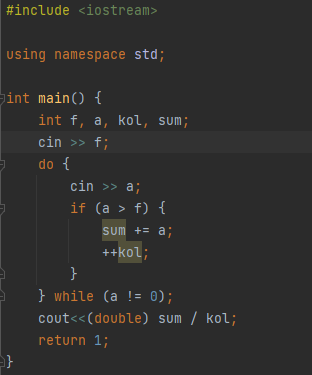 #include <iostream>
using namespace std;
int main() {
int f, a, kol, sum;
cin >> f;
do {
cin >> a;
if (a > f) {
sum += a;
++kol;
}
} while (a != 0);
cout<<(double) sum / kol;
return 1;
}